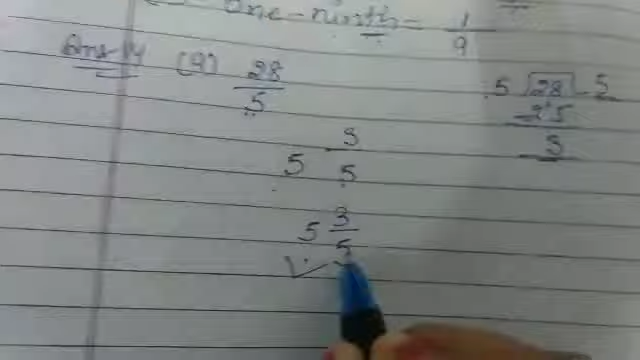 One-ninth = 1/9
Ans-14 (9) 28/5
5 3/5
5 3/5
5 28 5
-25
3